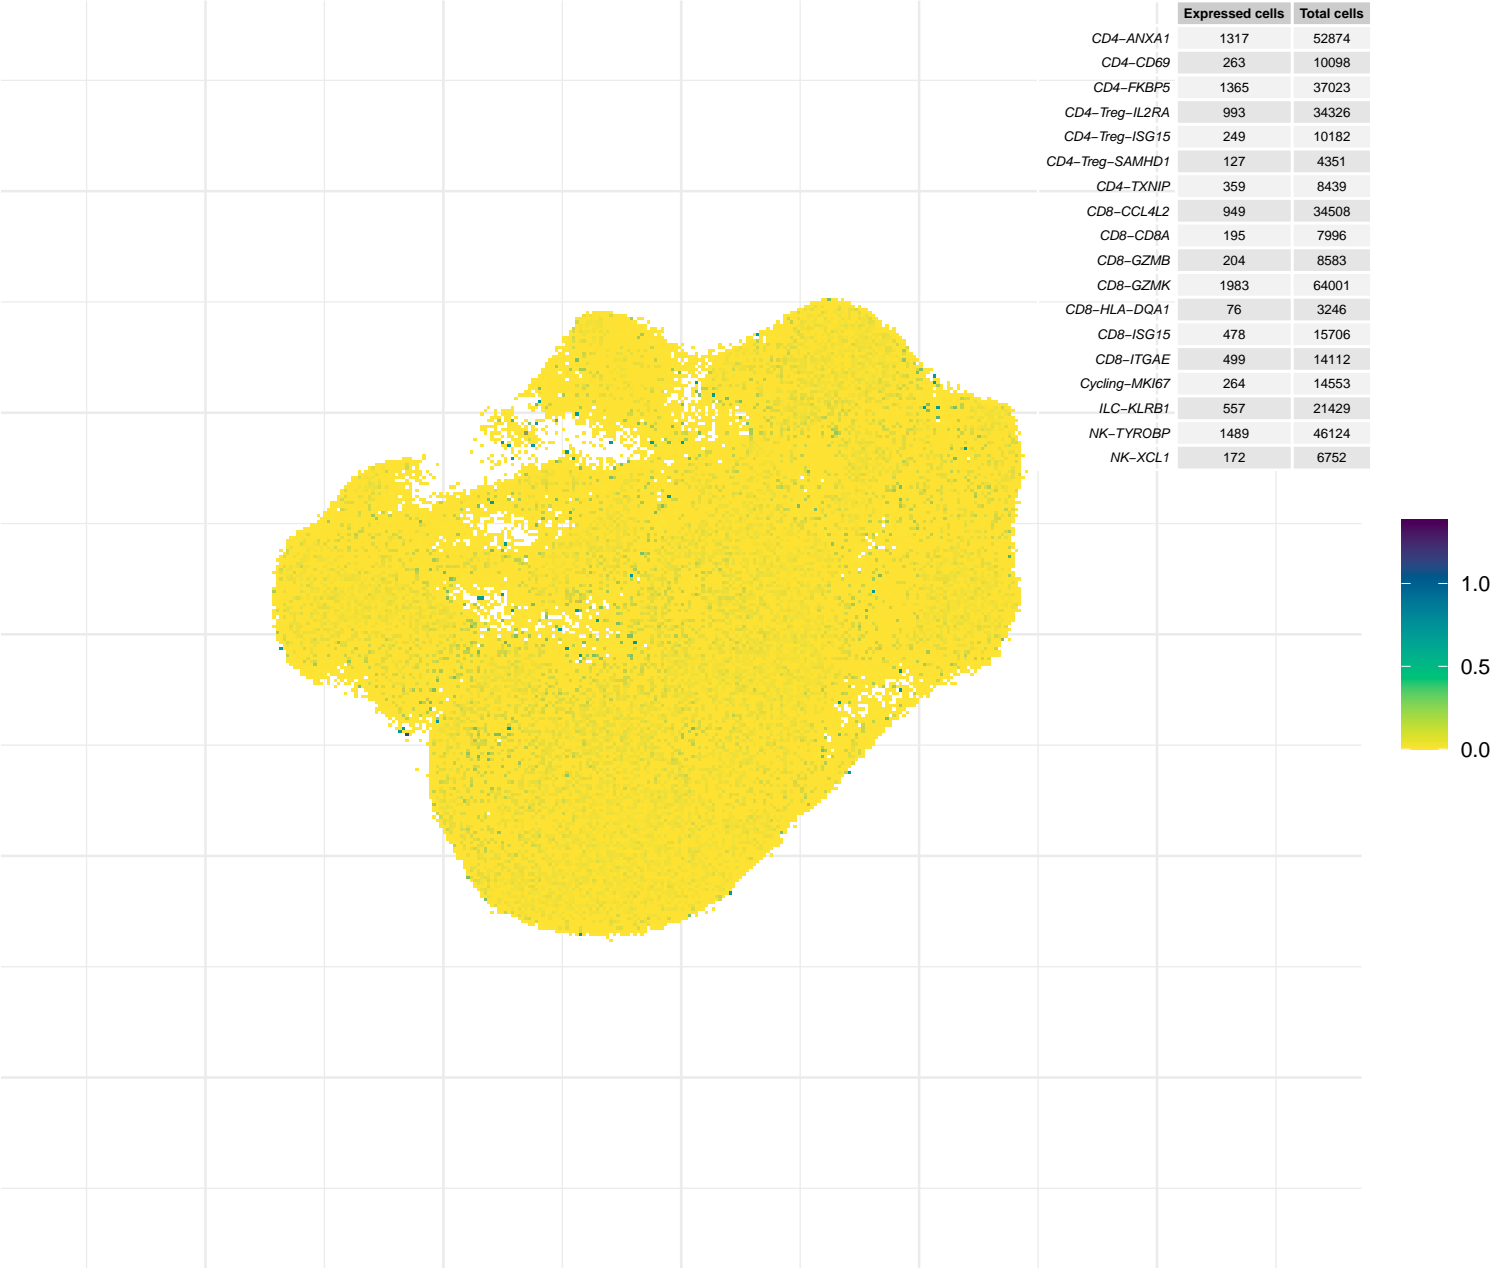 Expressed cells Total cells
CD4−ANXA1 1317 52874
CD4−CD69 263 10098
CD4−FKBP5 1365 37023
CD4−Treg−IL2RA 993 34326
CD4−Treg−ISG15 249 10182
CD4−Treg−SAMHD1 127 4351
CD4−TXNIP 359 8439
CD8−CCL4L2 949 34508
CD8−CD8A 195 7996
CD8−GZMB 204 8583
CD8−GZMK 1983 64001
CD8−HLA−DQA1 76 3246
CD8−ISG15 478 15706
CD8−ITGAE 499 14112
Cycling−MKI67 264 14553
ILC−KLRB1 557 21429
NK−TYROBP 1489 46124
NK−XCL1 172 6752
1.0
0.5
0.0